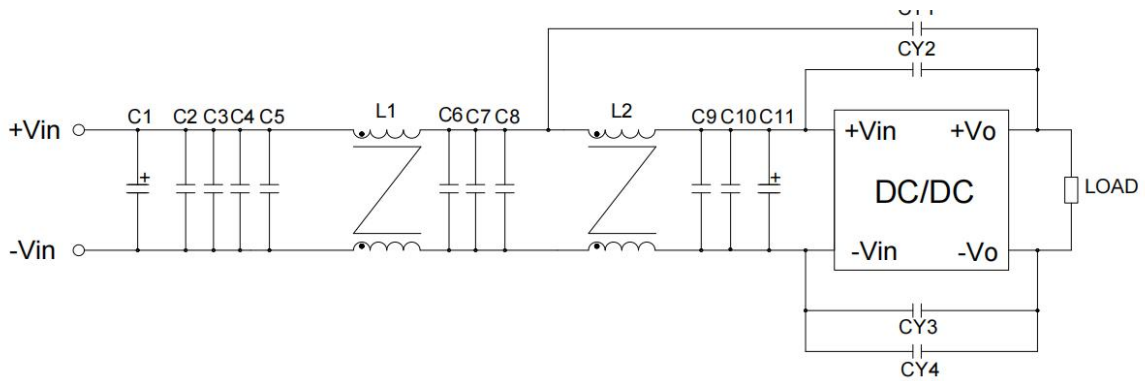 CY2
C1 C2 C3 C4 C5 L1 C6 C7 C8 L2 C9 C10 C11
+Vin +Vin +Vo
DC/DC LOAD
-Vin -Vin -Vo
CY3
CY4